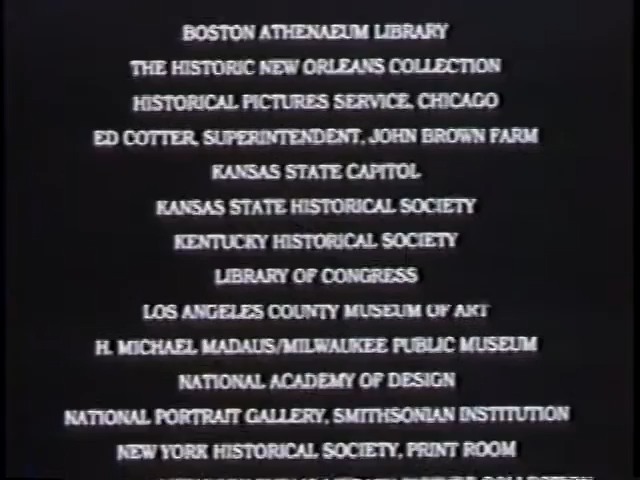 BOSTON ATHENAEUM LIBRARY
THE HISTORIC NEW ORLEANS COLLECTION
HISTORICAL PICTURES SERVICE, CHICAGO
ED COTTER, SUPERINTENDENT, JOHN BROWN FARM
KANSAS STATE CAPITOL
KANSAS STATE HISTORICAL SOCIETY
KENTUCKY HISTORICAL SOCIETY
LIBRARY OF CONGRESS
LOS ANGELES COUNTY MUSEUM OF ART
H. MICHAEL MADAUS/MILWAUKEE PUBLIC MUSEUM
NATIONAL ACADEMY OF DESIGN
NATIONAL PORTRAIT GALLERY, SMITHSONIAN INSTITUTION
NEW YORK HISTORICAL SOCIETY, PRINT ROOM